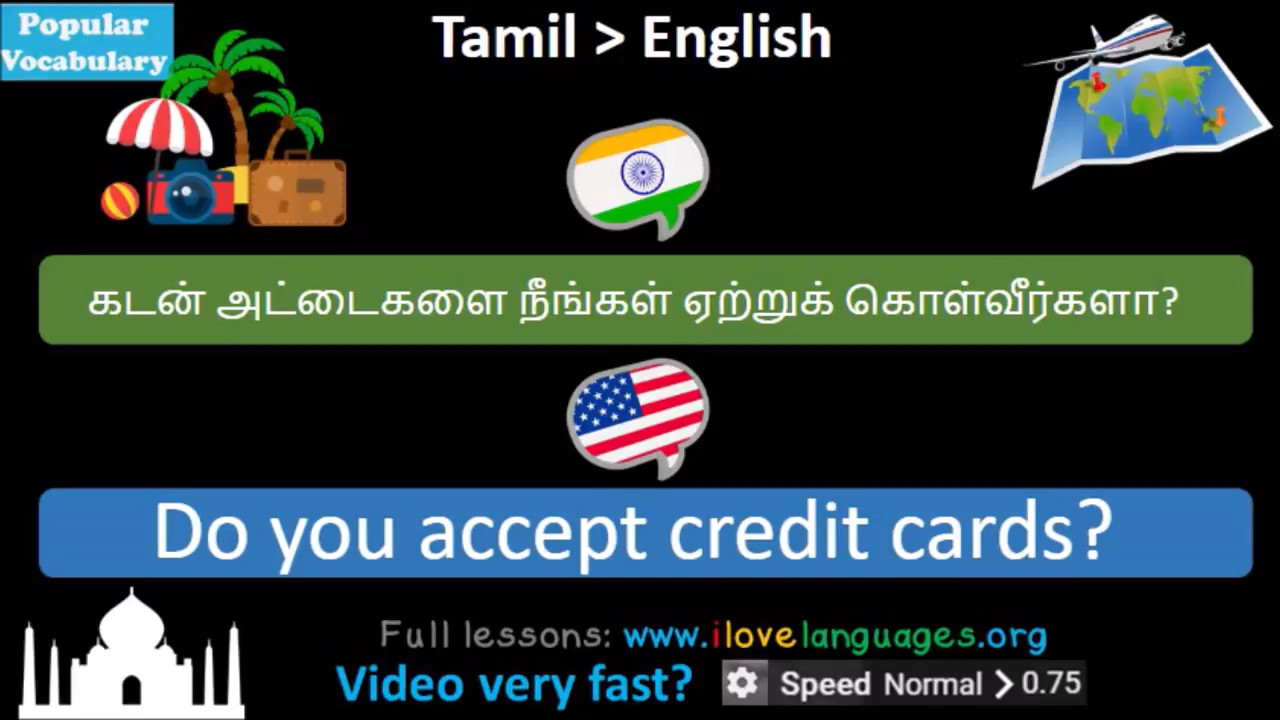 Popular
Vocabulary
Tamil > English
கடன் அட்டைகளை நீங்கள் ஏற்றுக் கொள்வீர்களா?
Do you accept credit cards?
Full lessons: www.ilovelanguages.org
Video very fast? Speed Normal > 0.75